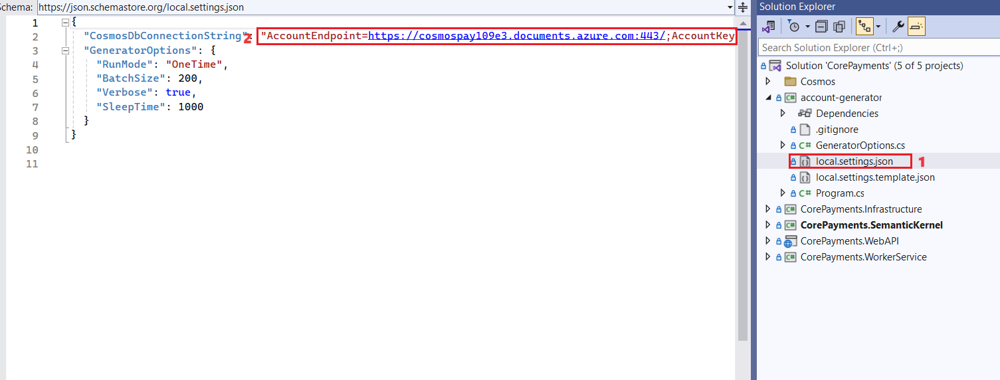 Schema: https://json.schemastore.org/local.settings.json
1 {
2 "CosmosDbConnectionString": "AccountEndpoint=https://cosmospay109e3.documents.azure.com:443/;AccountKey
2
3 "GeneratorOptions": {
4 "RunMode": "OneTime",
5 "BatchSize": 200,
6 "Verbose": true,
7 "SleepTime": 1000
8 }
9 }
10
11
Solution Explorer
Search Solution Explorer (Ctrl+;)
Solution 'CorePayments' (5 of 5 projects)
Cosmos
C# account-generator
Dependencies
.gitignore
C# GeneratorOptions.cs
local.settings.json 1
local.settings.template.json
C# Program.cs
C# CorePayments.Infrastructure
C# CorePayments.SemanticKernel
CorePayments.WebAPI
C# CorePayments.WorkerService